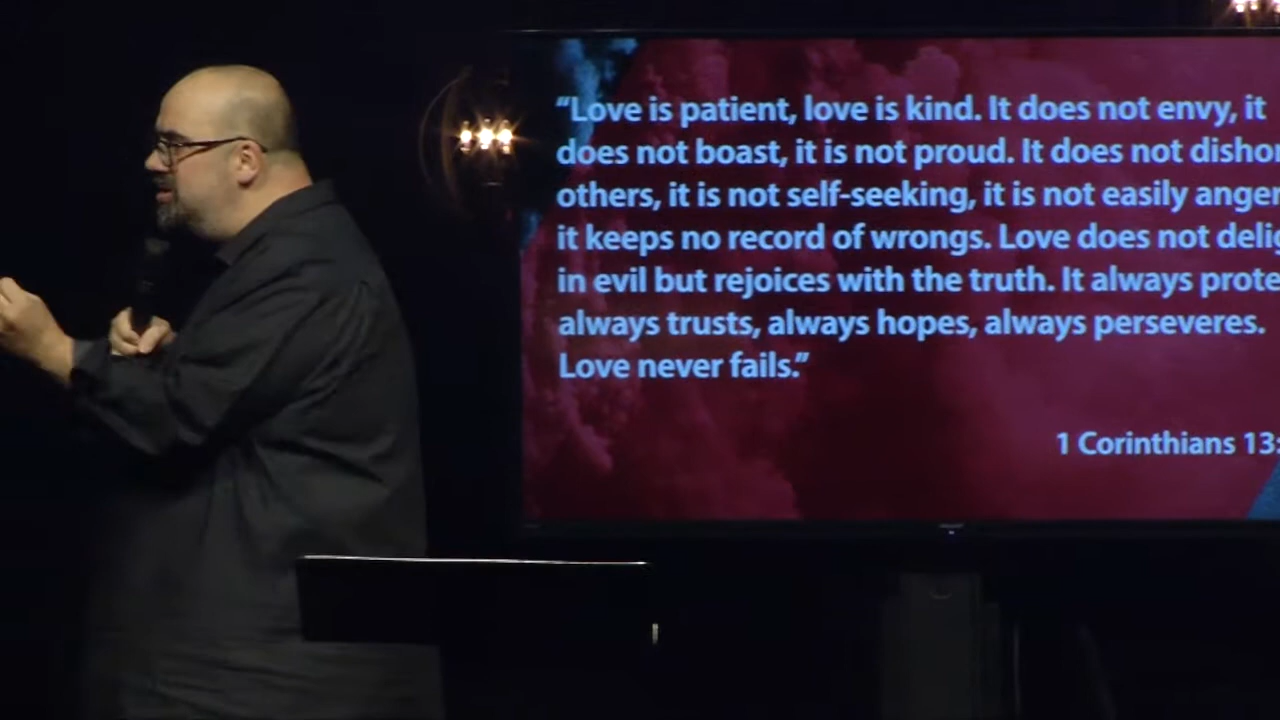 “Love is patient, love is kind. It does not envy, it
does not boast, it is not proud. It does not dishor
others, it is not self-seeking, it is not easily anger
it keeps no record of wrongs. Love does not delig
in evil but rejoices with the truth. It always prote
always trusts, always hopes, always perseveres.
Love never fails.”
1 Corinthians 13: